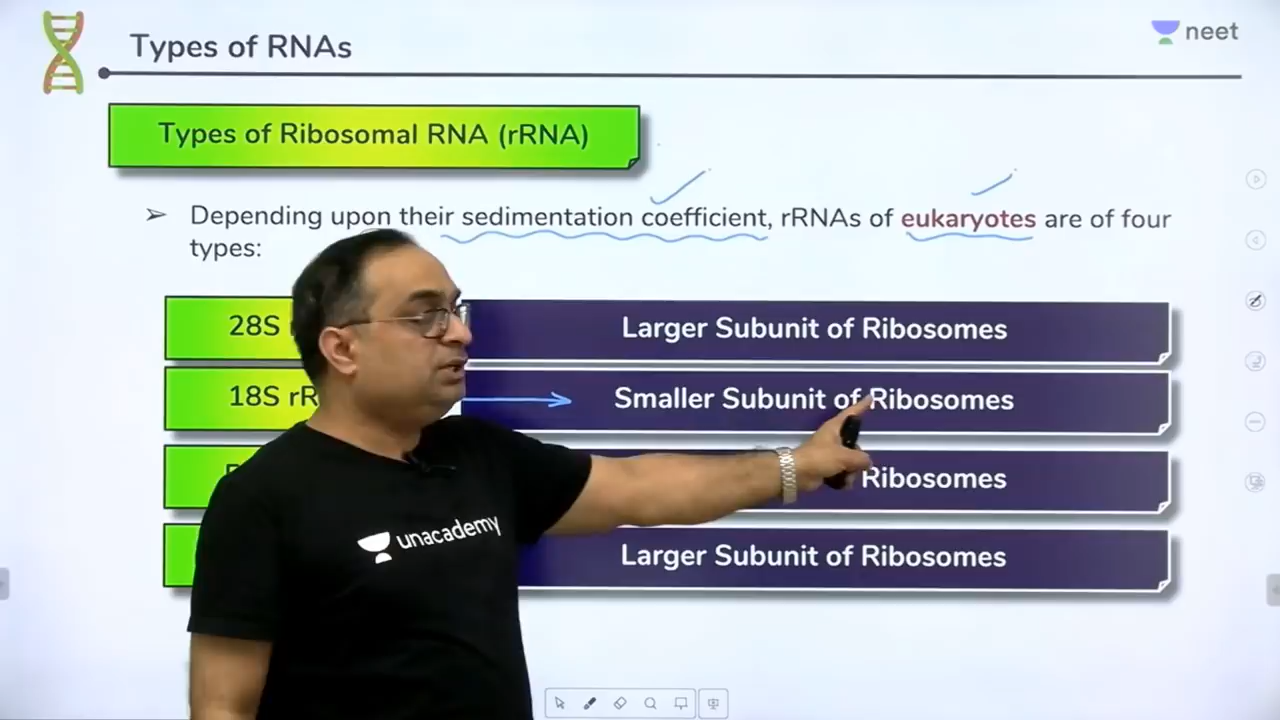 Types of RNAs
neet
Types of Ribosomal RNA (rRNA)
Depending upon their sedimentation coefficient, rRNAs of eukaryotes are of four
types:
28S
Larger Subunit of Ribosomes
18S
Smaller Subunit of Ribosomes
Ribosomes
Larger Subunit of Ribosomes
unacademy